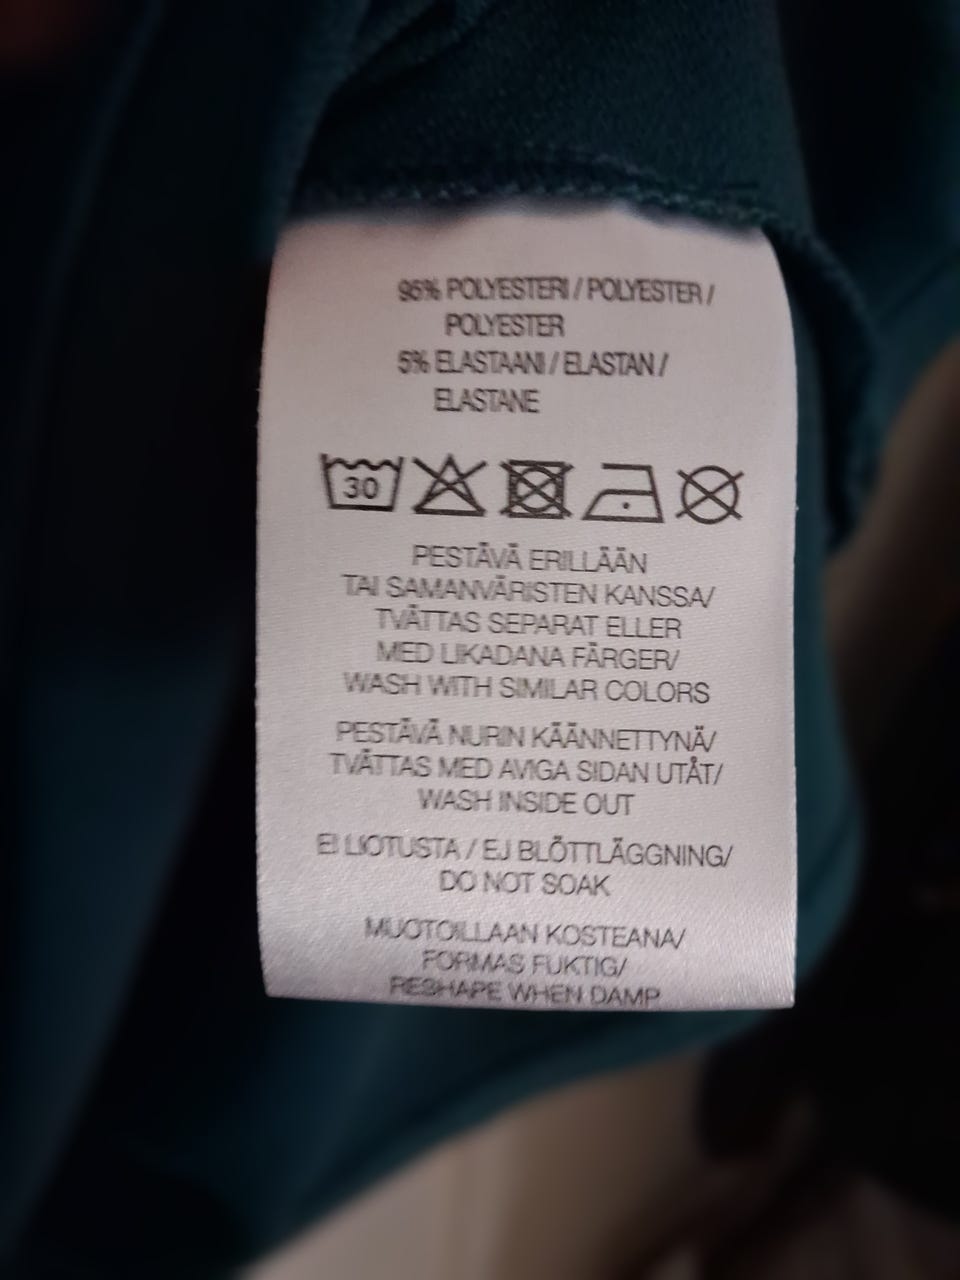 95% POLYESTERI / POLYESTER /
POLYESTER
5% ELASTAANI / ELASTAN /
ELASTANE
30
PESTÄVÄ ERILLÄÄN
TAI SAMANVÄRISTEN KANSSA/
TVÄTTAS SEPARAT ELLER
MED LIKADANA FÄRGER/
WASH WITH SIMILAR COLORS
PESTÄVÄ NURIN KÄÄNNETTYNÄ/
TVÄTTAS MED AVIGA SIDAN UTÅT/
WASH INSIDE OUT
EI LIOTUSTA / EJ BLÖTTLÄGGNING/
DO NOT SOAK
MUOTOILLAAN KOSTEANA/
FORMAS FUKTIG/
RESHAPE WHEN DAMP